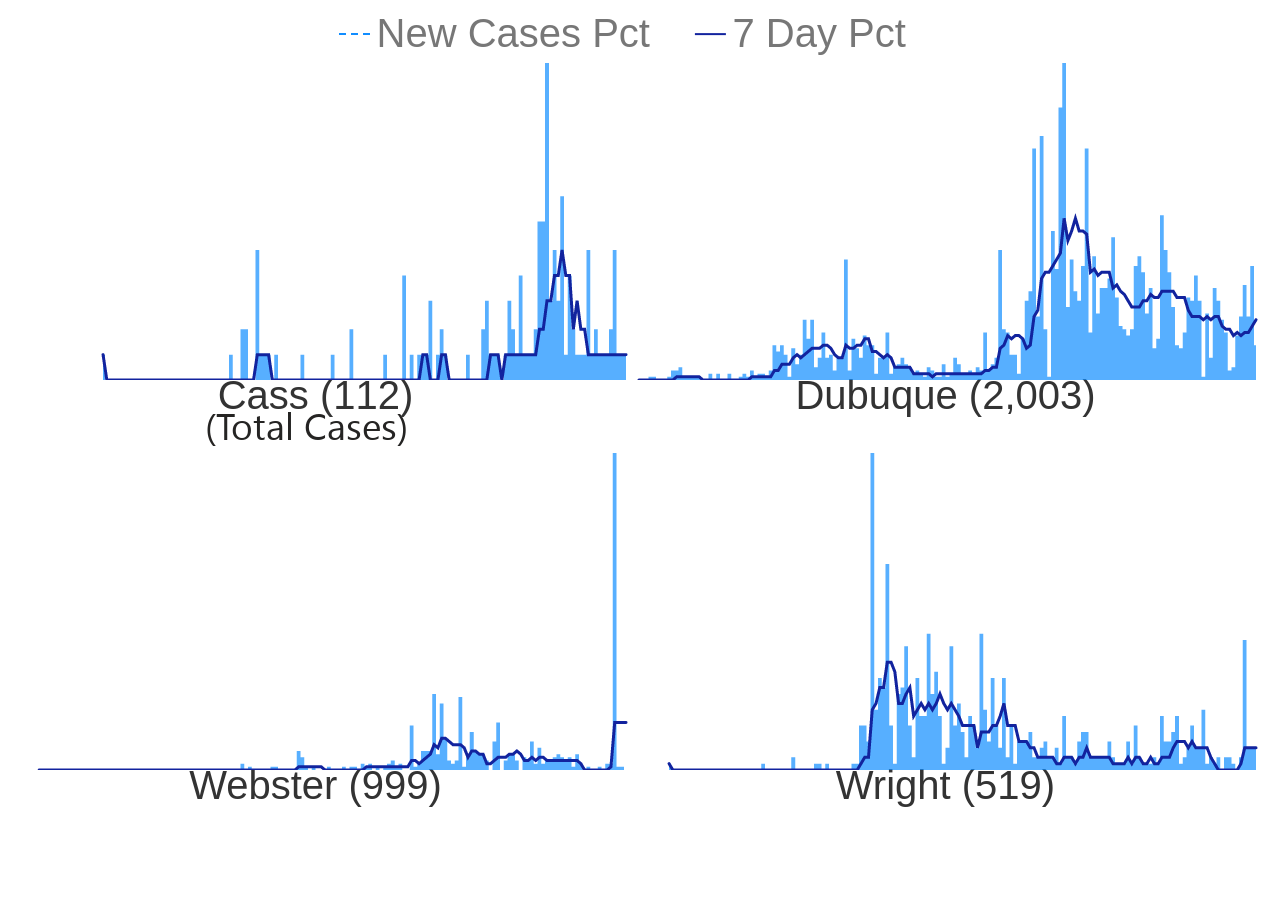 New Cases Pct 7 Day Pct
Cass (112)
(Total Cases)
Dubuque (2,003)
Webster (999)
Wright (519)